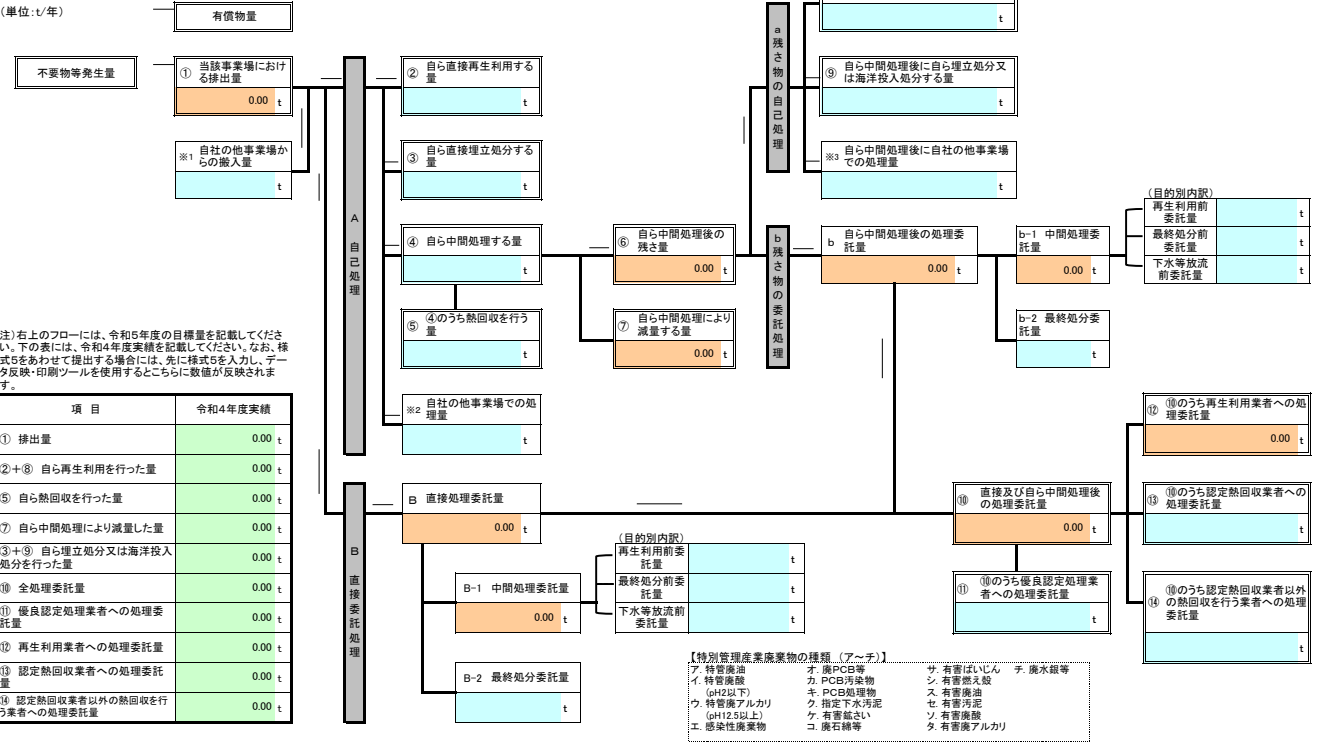 (単位:t/年)
有償物量
t
不要物等発生量
① 当該事業場におけ
る排出量
0.00 t
※1 自社の他事業場か
らの搬入量
t
A 自己処理
② 自ら直接再生利用する
量
t
③ 自ら直接埋立処分する
量
t
④ 自ら中間処理する量
t
⑤ ④のうち熱回収を行う
量
t
※2 自社の他事業場での処
理量
t
⑥ 自ら中間処理後の
残さ量
0.00 t
⑦ 自ら中間処理により
減量する量
0.00 t
a 残さ物の自己処理
t
⑨ 自ら中間処理後に自ら埋立処分又
は海洋投入処分する量
t
※3 自ら中間処理後に自社の他事業場
での処理量
t
b 残さ物の委託処理
b 自ら中間処理後の処理委
託量
0.00 t
b-1 中間処理委
託量
0.00 t
b-2 最終処分委
託量
t
(目的別内訳)
再生利用前
委託量
t
最終処分前
委託量
t
下水等放流
前委託量
t
注)右上のフローには、令和5年度の目標量を記載してくださ
い。下の表には、令和4年度実績を記載してください。なお、様
式5をあわせて提出する場合には、先に様式5を入力し、デー
タ反映・印刷ツールを使用するとこちらに数値が反映されま
す。
項 目 令和4年度実績
① 排出量 0.00 t
②+⑧ 自ら再生利用を行った量 0.00 t
⑤ 自ら熱回収を行った量 0.00 t
⑦ 自ら中間処理により減量した量 0.00 t
③+⑨ 自ら埋立処分又は海洋投入
処分を行った量 0.00 t
⑩ 全処理委託量 0.00 t
⑪ 優良認定処理業者への処理委
託量 0.00 t
⑫ 再生利用業者への処理委託量 0.00 t
⑬ 認定熱回収業者への処理委託
量 0.00 t
⑭ 認定熱回収業者以外の熱回収を行
う業者への処理委託量 0.00 t
B 直接委託処理
B 直接処理委託量
0.00 t
B-1 中間処理委託量
0.00 t
B-2 最終処分委託量
t
(目的別内訳)
再生利用前委
託量
t
最終処分前委
託量
t
下水等放流前
委託量
t
⑩ 直接及び自ら中間処理後
の処理委託量
0.00 t
⑪ ⑩のうち優良認定処理業
者への処理委託量
t
⑫ ⑩のうち再生利用業者への処
理委託量
0.00 t
⑬ ⑩のうち認定熱回収業者への
処理委託量
t
⑭ ⑩のうち認定熱回収業者以外
の熱回収を行う業者への処理
委託量
t
【特別管理産業廃棄物の種類 (ア~チ)】
ア. 特管廃油 オ. 廃PCB等 サ. 有害ばいじん チ. 廃水銀等
イ. 特管廃酸 カ. PCB汚染物 シ. 有害燃え殻
(pH2以下) キ. PCB処理物 ス. 有害廃油
ウ. 特管廃アルカリ ク. 指定下水汚泥 セ. 有害汚泥
(pH12.5以上) ケ. 有害鉱さい ソ. 有害廃酸
エ. 感染性廃棄物 コ. 廃石綿等 タ. 有害廃アルカリ